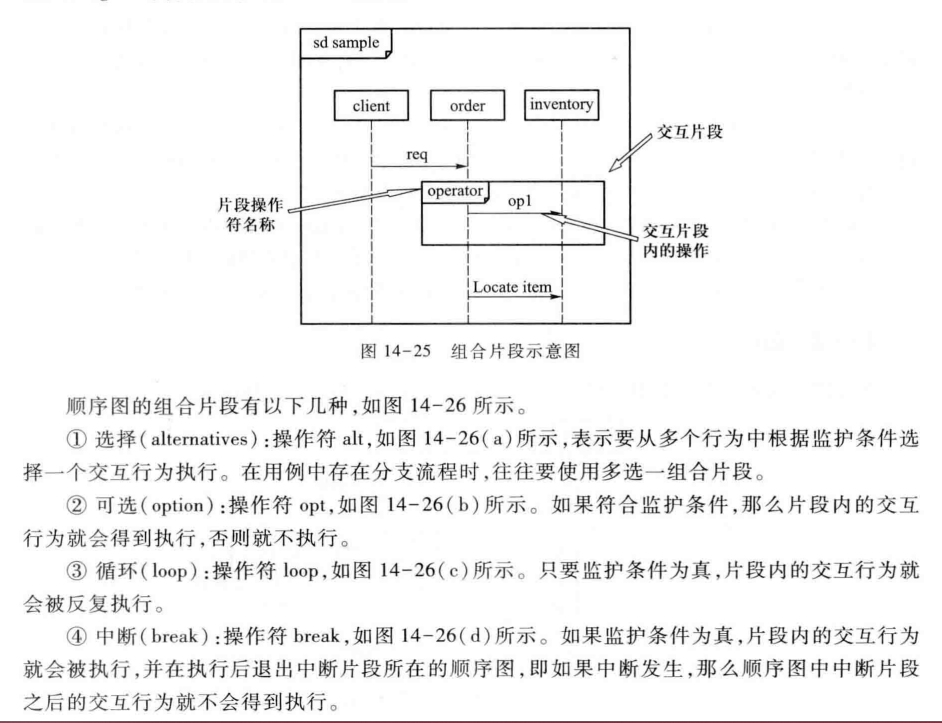 sd sample
client
order
inventory
交互片段
req
operator
片段操作
符名称
op1
交互片段
内的操作
Locate item
图 14-25 组合片段示意图
顺序图的组合片段有以下几种,如图 14-26 所示。
① 选择(alternatives):操作符 alt,如图 14-26(a)所示,表示要从多个行为中根据监护条件选
择一个交互行为执行。在用例中存在分支流程时,往往要使用多选一组合片段。
② 可选(option):操作符 opt,如图 14-26(b)所示。如果符合监护条件,那么片段内的交互
行为就会得到执行,否则就不执行。
③ 循环(loop):操作符 loop,如图 14-26(c)所示。只要监护条件为真,片段内的交互行为就
会被反复执行。
④ 中断(break):操作符 break,如图 14-26(d)所示。如果监护条件为真,片段内的交互行为
就会被执行,并在执行后退出中断片段所在的顺序图,即如果中断发生,那么顺序图中中断片段
之后的交互行为就不会得到执行。